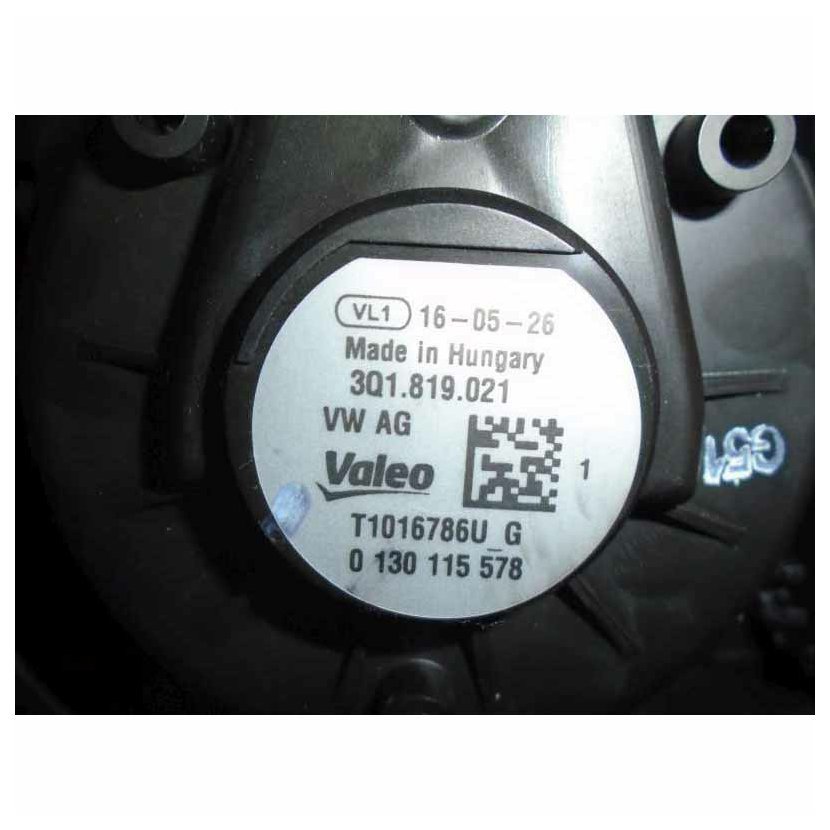 VL1 16-05-26
Made in Hungary
3Q1.819.021
VW AG
Valeo
1
T1016786U_G
0 130 115 578
G51